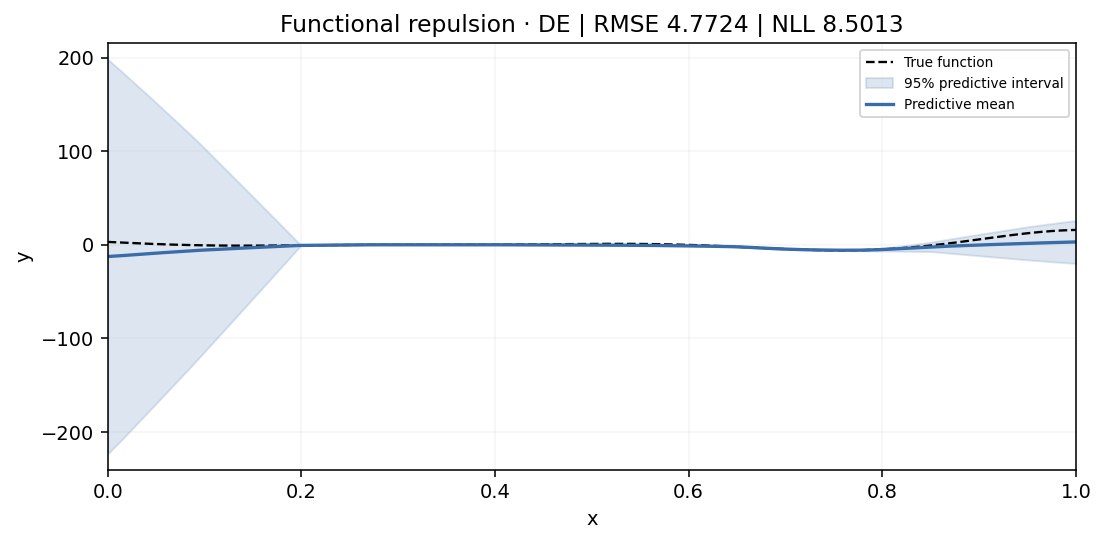 Functional repulsion · DE | RMSE 4.7724 | NLL 8.5013
True function
95% predictive interval
Predictive mean
y
200
100
0
−100
−200
0.0 0.2 0.4 0.6 0.8 1.0
x